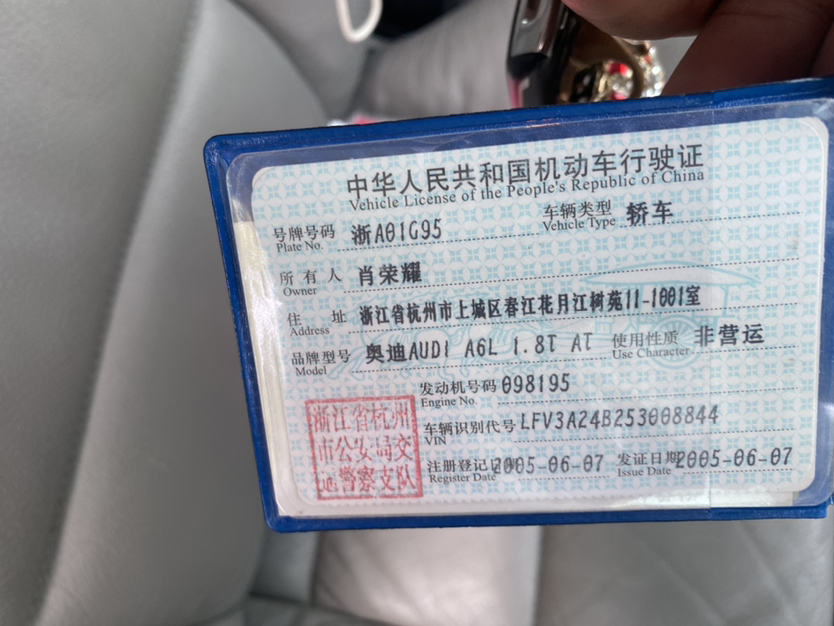 中华人民共和国机动车行驶证
Vehicle License of the People's Republic of China
号牌号码 浙A01G95 车辆类型 轿车
Plate No. Vehicle Type
所有人 肖荣耀
Owner
住址 浙江省杭州市上城区春江花月江树苑11-1001室
Address
品牌型号 奥迪AUDI A6L 1.8T AT 使用性质 非营运
Model Use Character
发动机号码 098195
Engine No.
车辆识别代号 LFV3A24B253008844
VIN
注册登记日期 2005-06-07 发证日期 2005-06-07
Register Date Issue Date
浙江省杭州
市公安局交
通警察支队